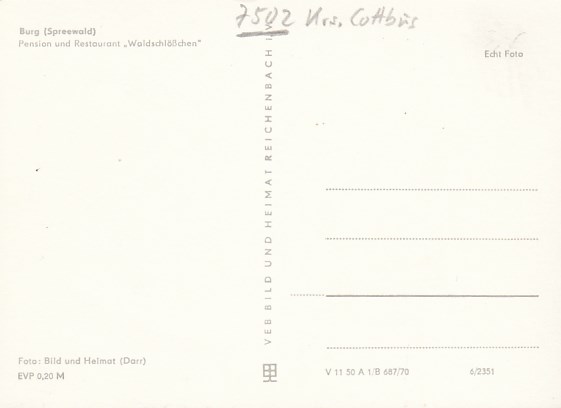 7502 Krs. Cottbus
Burg (Spreewald)
Pension und Restaurant „Waldschlößchen"
Echt Foto
VEB BILD UND HEIMAT REICHENBACH i. V.
Foto: Bild und Heimat (Darr)
EVP 0,20 M
V 11 50 A 1/B 687/70
6/2351